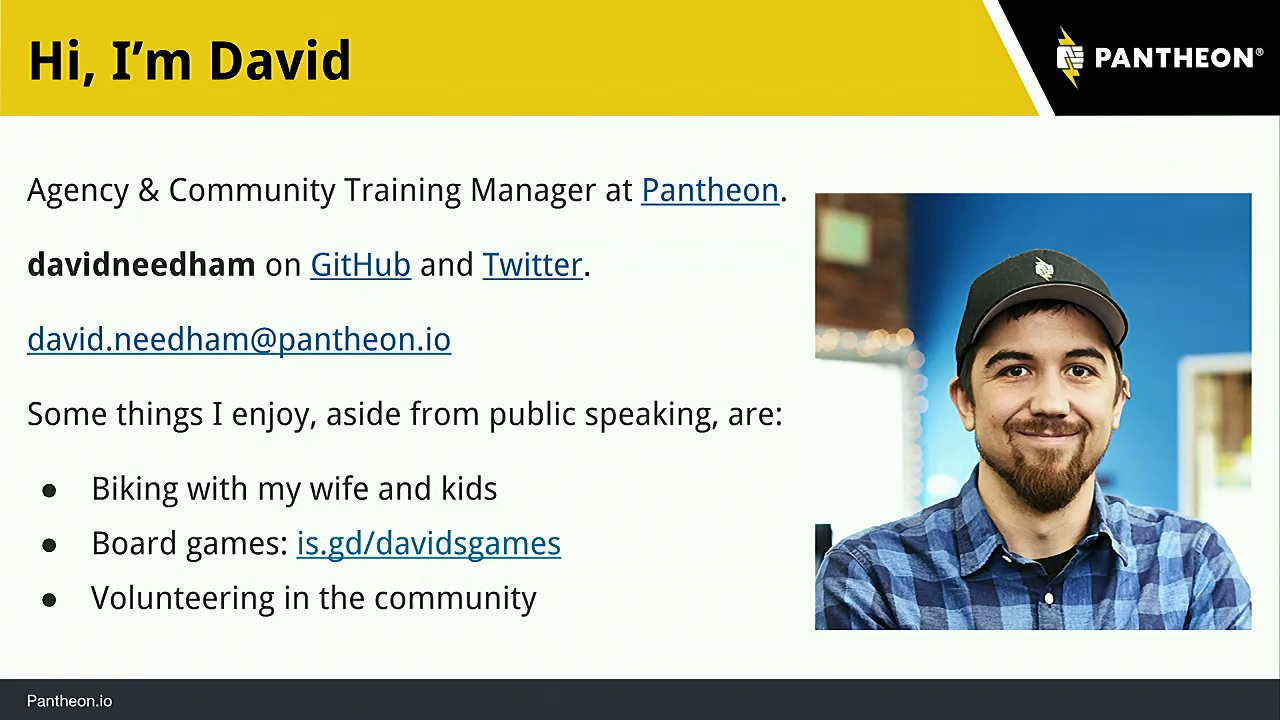 Hi, I’m David
PANTHEON®
Agency & Community Training Manager at Pantheon.
davidneedham on GitHub and Twitter.
david.needham@pantheon.io
Some things I enjoy, aside from public speaking, are:
● Biking with my wife and kids
● Board games: is.gd/davidsgames
● Volunteering in the community
Pantheon.io